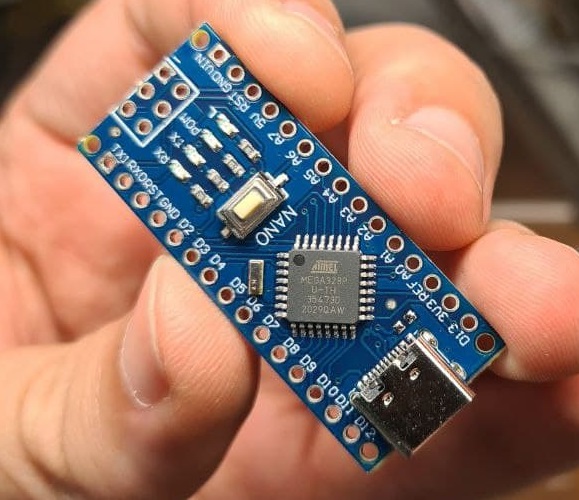 VIN
GND
RST
5V
A7
A6
A5
A4
A3
A2
A1
A0
REF
3V3
D13
L
POW
TX
RX
NANO
ATMEL
MEGA328P
U-TH
35473D
2029QAW
TX1
RX0
RST
GND
D2
D3
D4
D5
D6
D7
D8
D9
D10
D11
D12